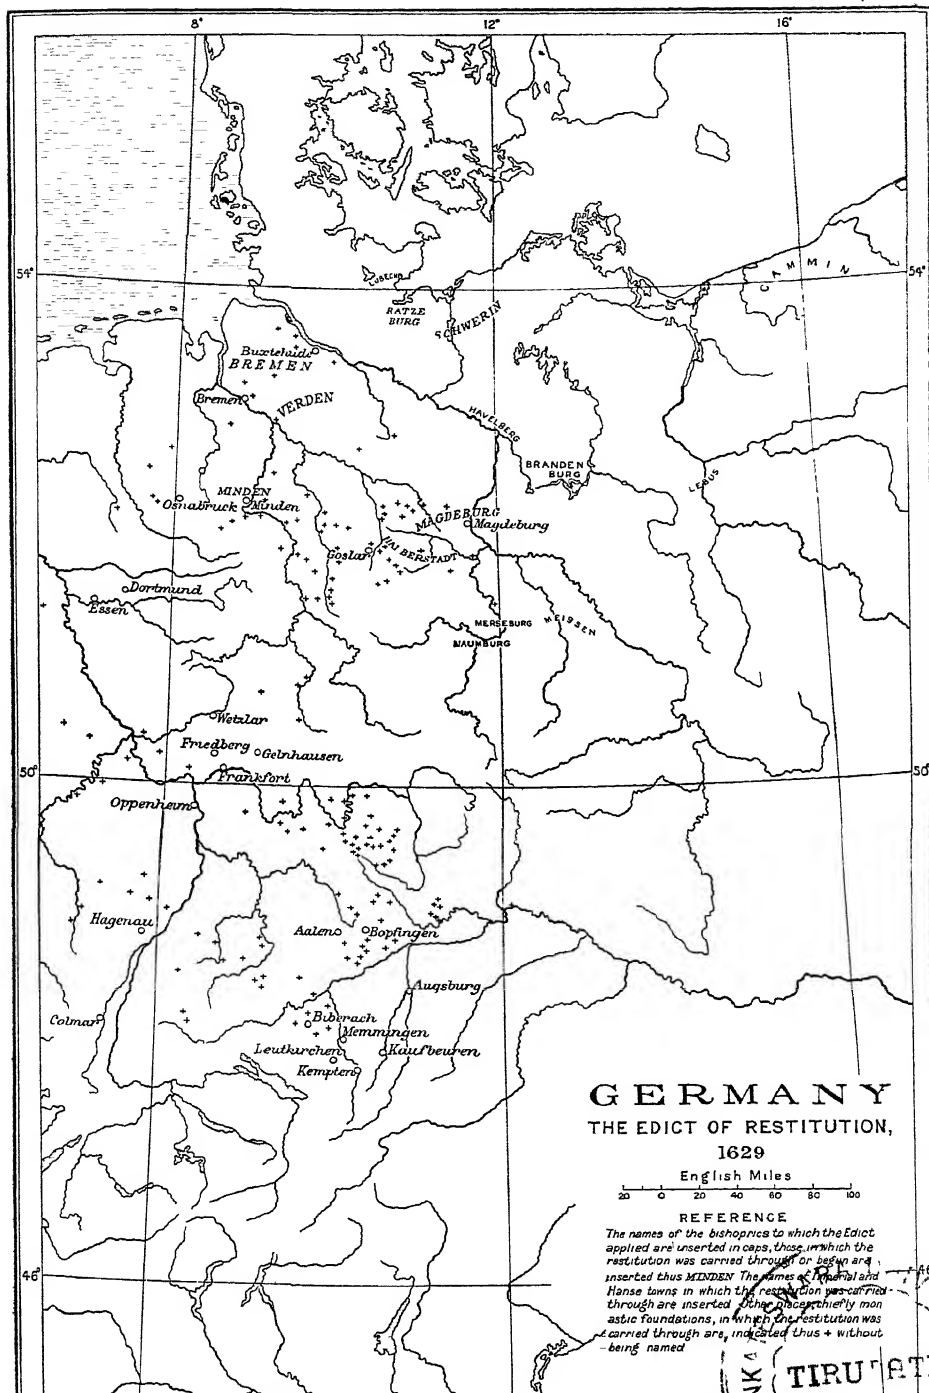 8°
12°
16°
54°
54°
CAMMIN
LUBECK
RATZE
BURG
SCHWERIN
Buxtehude
BREMEN
Bremen
VERDEN
HAVELBERG
BRANDEN
BURG
LEBUS
MINDEN
Osnabruck
Minden
MAGDEBURG
Magdeburg
Goslar
HALBERSTADT
Dortmund
Essen
MERSEBURG
MEISSEN
NAUMBURG
Wetzlar
Friedberg
Gelnhausen
50°
50°
Frankfort
Oppenheim
Hagenau
Aalen
Bopfingen
Augsburg
Colmar
Biberach
Memmingen
Leutkirchen
Kaufbeuren
Kempten
46°
GERMANY
THE EDICT OF RESTITUTION,
1629
English Miles
20 0 20 40 60 80 100
REFERENCE
The names of the bishoprics to which the Edict
applied are inserted in caps, those in which the
restitution was carried through or begun are
inserted thus MINDEN The names of Imperial and
Hanse towns in which the restitution was carried
through are inserted Other places, chiefly mon
astic foundations, in which the restitution was
carried through are, indicated thus + without
being named
TIRU